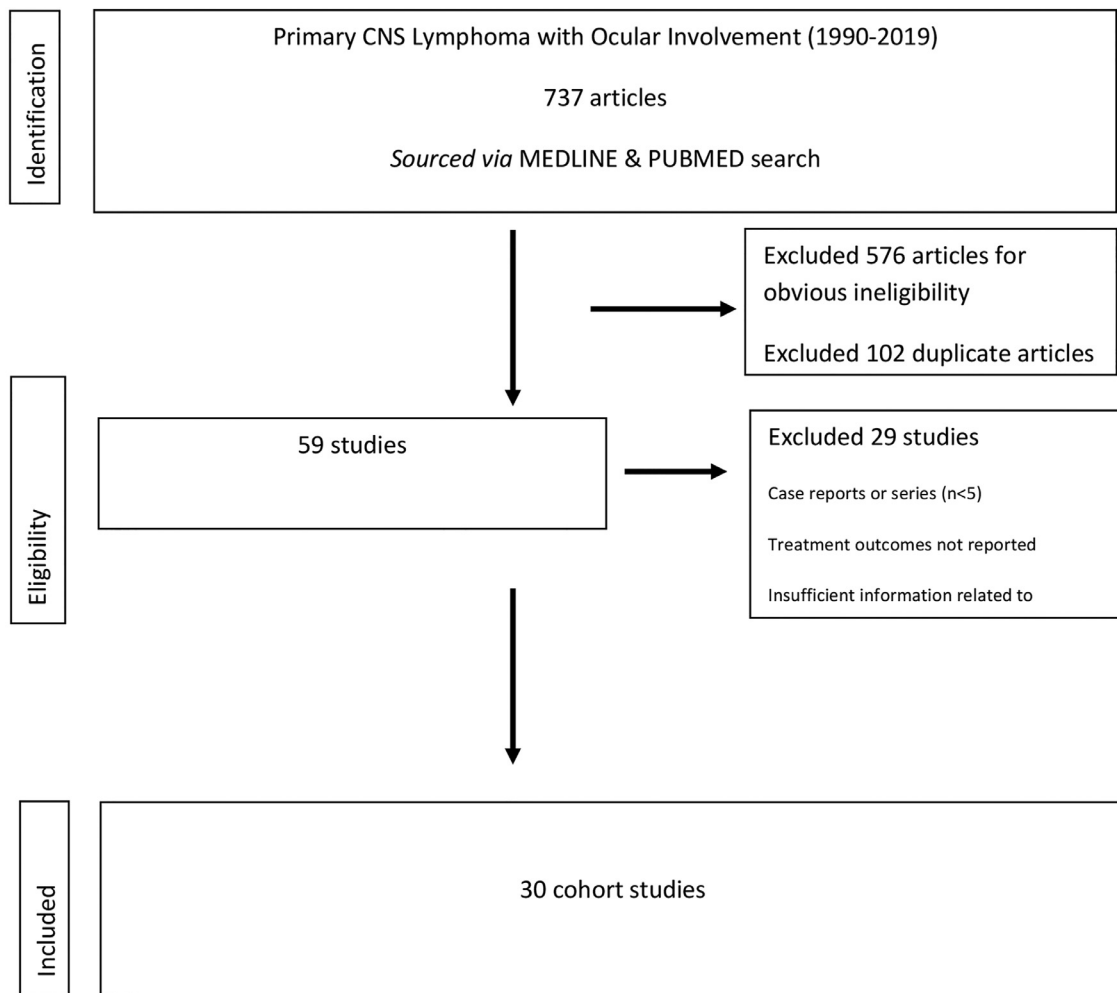 Identification
Primary CNS Lymphoma with Ocular Involvement (1990-2019)
737 articles
Sourced via MEDLINE & PUBMED search
Excluded 576 articles for
obvious ineligibility
Excluded 102 duplicate articles
Eligibility
59 studies
Excluded 29 studies
Case reports or series (n<5)
Treatment outcomes not reported
Insufficient information related to
Included
30 cohort studies